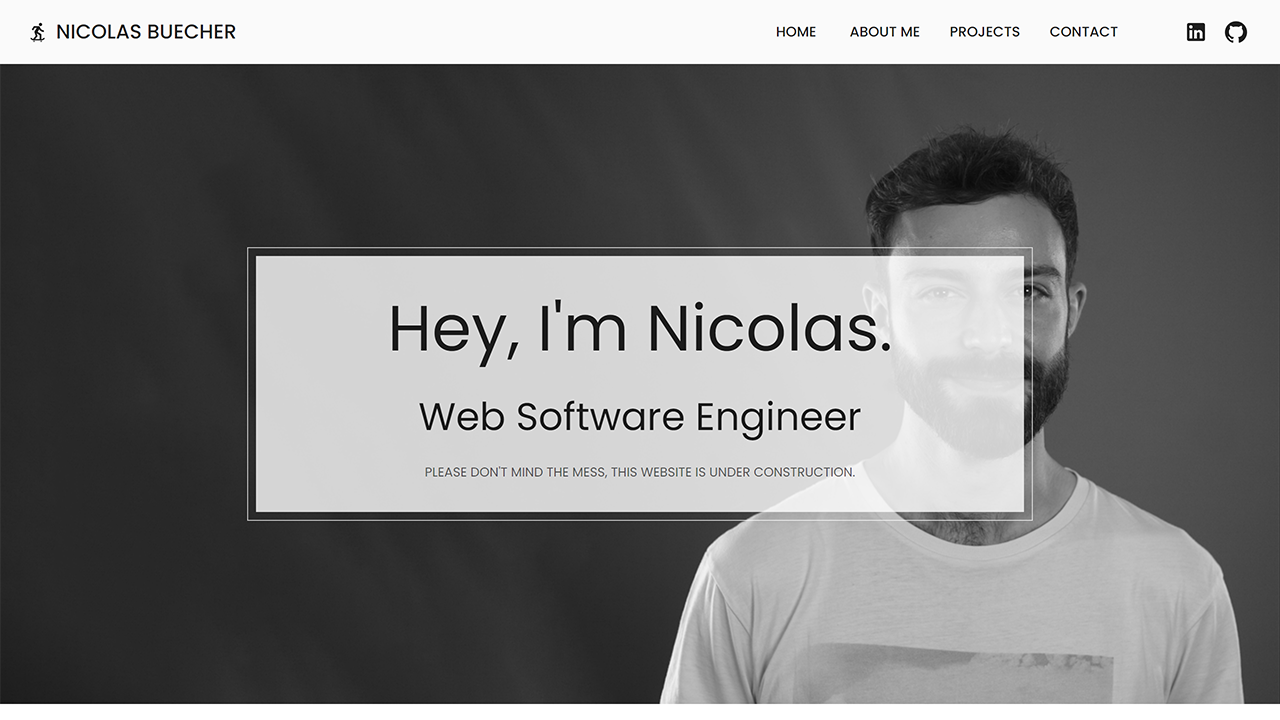 NICOLAS BUECHER
HOME ABOUT ME PROJECTS CONTACT
in
Hey, I'm Nicolas.
Web Software Engineer
PLEASE DON'T MIND THE MESS, THIS WEBSITE IS UNDER CONSTRUCTION.